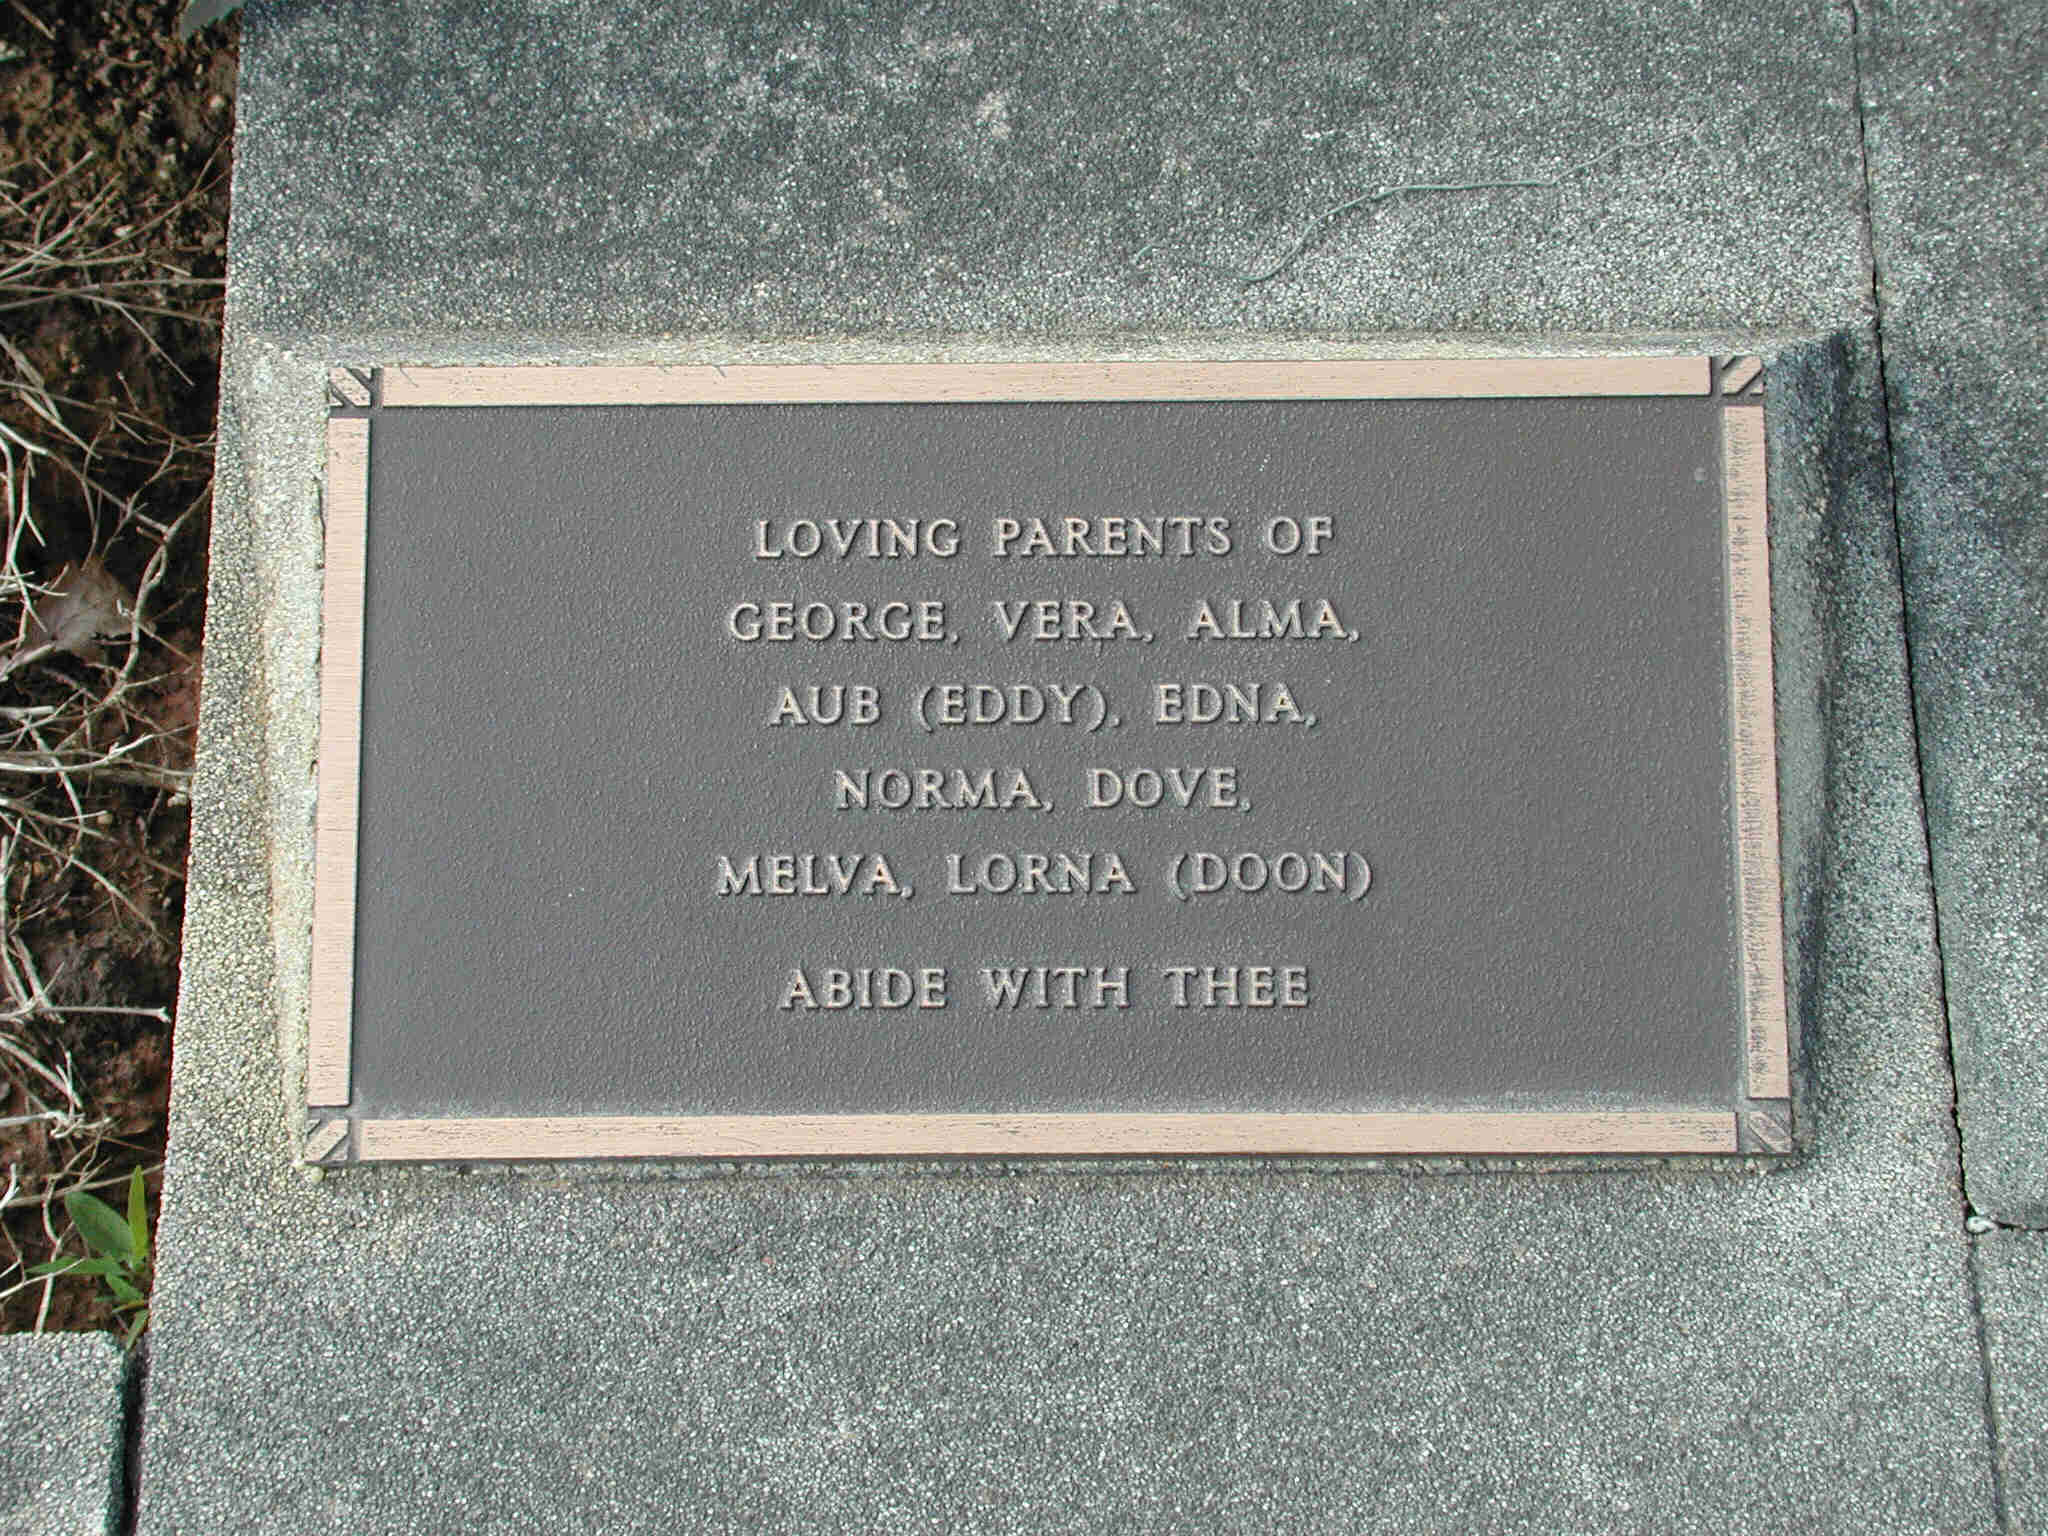 LOVING PARENTS OF
GEORGE, VERA, ALMA,
AUB (EDDY), EDNA,
NORMA, DOVE,
MELVA, LORNA (DOON)
ABIDE WITH THEE